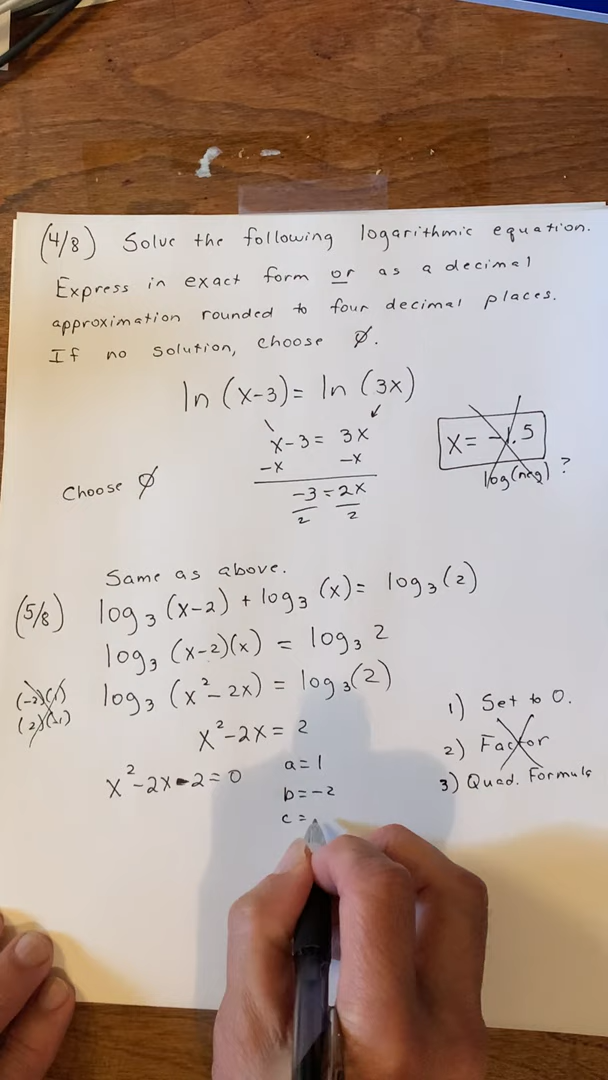 (4/8) Solve the following logarithmic equation.
Express in exact form or as a decimal
approximation rounded to four decimal places.
If no solution, choose ∅.
ln (x-3) = ln (3x)
x-3 = 3x
-x -x
-3 = 2x
2 2
x = -1.5
log(neg) ?
Choose ∅
Same as above.
(5/8) log₃ (x-2) + log₃ (x) = log₃ (2)
log₃ (x-2)(x) = log₃ 2
log₃ (x²-2x) = log₃(2)
(-2)(1)
(2)(-1)
x²-2x = 2
x²-2x-2=0
a=1
b=-2
c=
1) Set to 0.
2) Factor
3) Quad. Formula